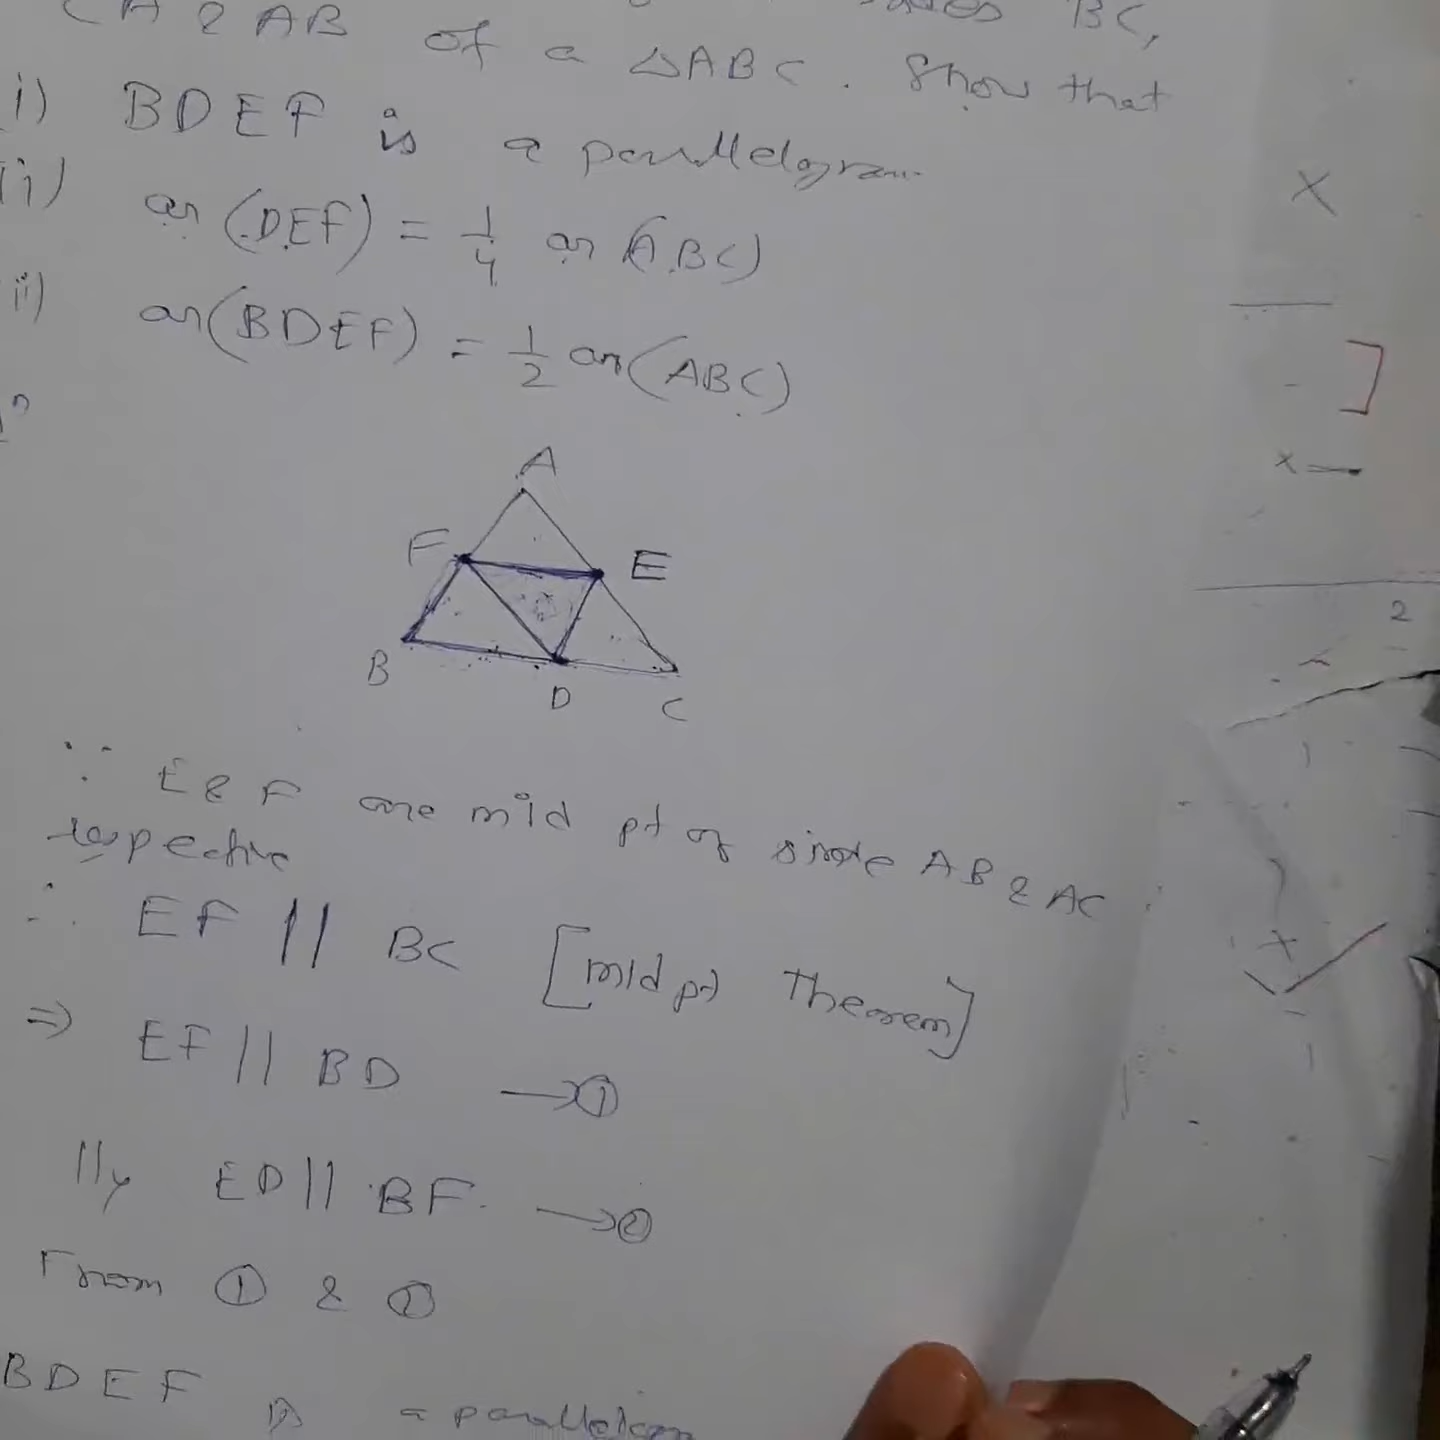 CA & AB of a △ABC. Show that
i) BDEF is a parallelogram
ii) ar (DEF) = 1/4 ar (ABC)
ii) ar(BDEF) = 1/2 ar(ABC)
A
F E
B D C
∵ E & F are mid pt of side AB & AC
respective
∴ EF || BC [mid pt Theorem]
⇒ EF || BD →①
||ly ED || BF. →②
From ① & ②
BDEF is a parallelogram